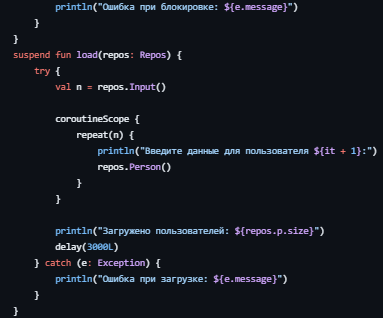 println("Ошибка при блокировке: ${e.message}")
}
}
suspend fun load(repos: Repos) {
try {
val n = repos.Input()
coroutineScope {
repeat(n) {
println("Введите данные для пользователя ${it + 1}:")
repos.Person()
}
}
println("Загружено пользователей: ${repos.p.size}")
delay(3000L)
} catch (e: Exception) {
println("Ошибка при загрузке: ${e.message}")
}
}